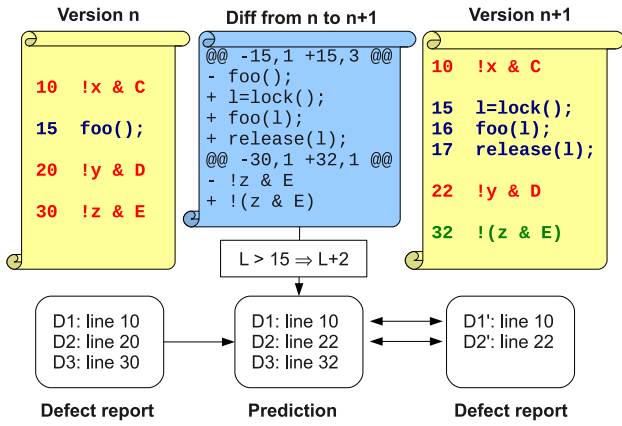 Version n
10 !x & C
15 foo();
20 !y & D
30 !z & E
Diff from n to n+1
@@ -15,1 +15,3 @@
- foo();
+ l=lock();
+ foo(l);
+ release(l);
@@ -30,1 +32,1 @@
- !z & E
+ !(z & E)
Version n+1
10 !x & C
15 l=lock();
16 foo(l);
17 release(l);
22 !y & D
32 !(z & E)
L > 15 ⇒ L+2
D1: line 10
D2: line 20
D3: line 30
Defect report
D1: line 10
D2: line 22
D3: line 32
Prediction
D1': line 10
D2': line 22
Defect report